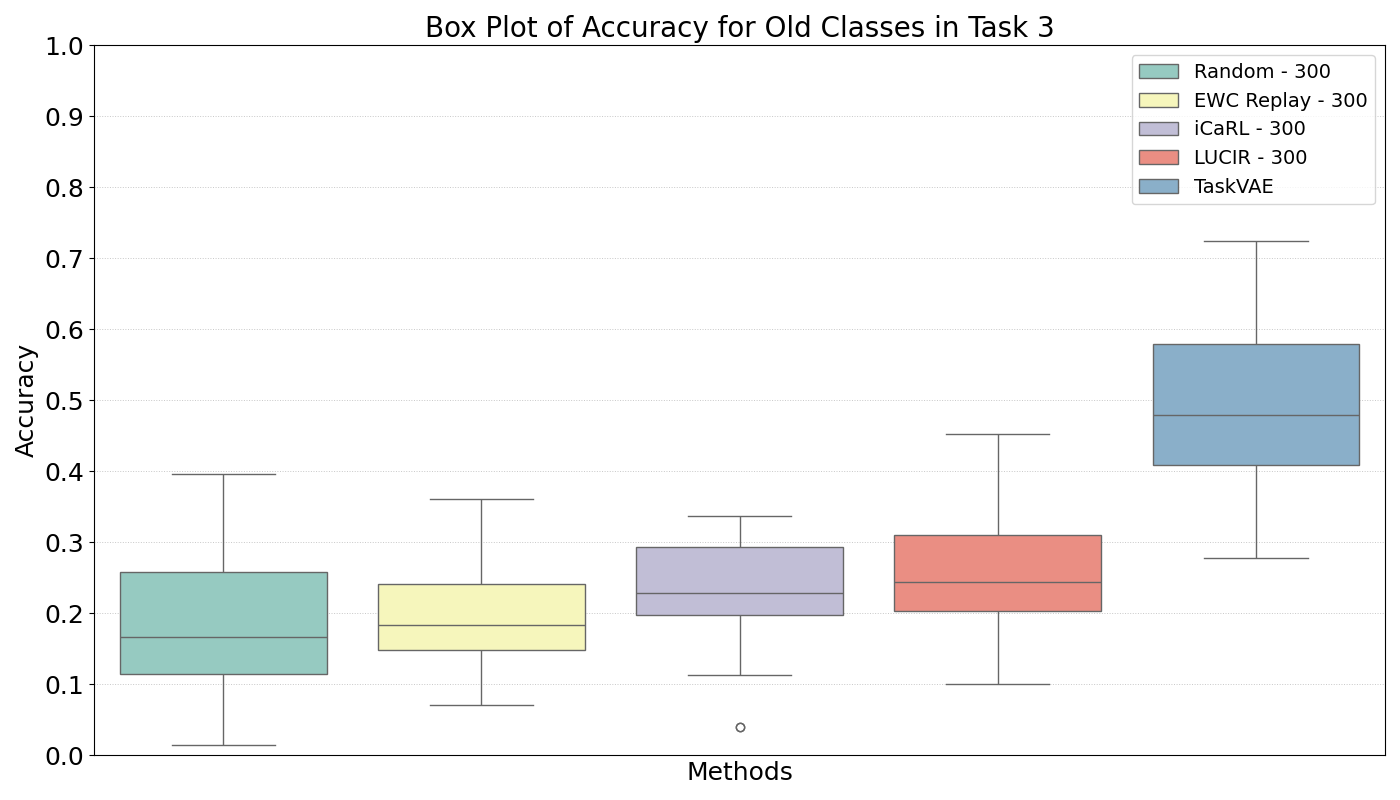 Box Plot of Accuracy for Old Classes in Task 3
1.0
0.9
0.8
0.7
0.6
0.5
0.4
0.3
0.2
0.1
0.0
Accuracy
Methods
Random - 300
EWC Replay - 300
iCaRL - 300
LUCIR - 300
TaskVAE